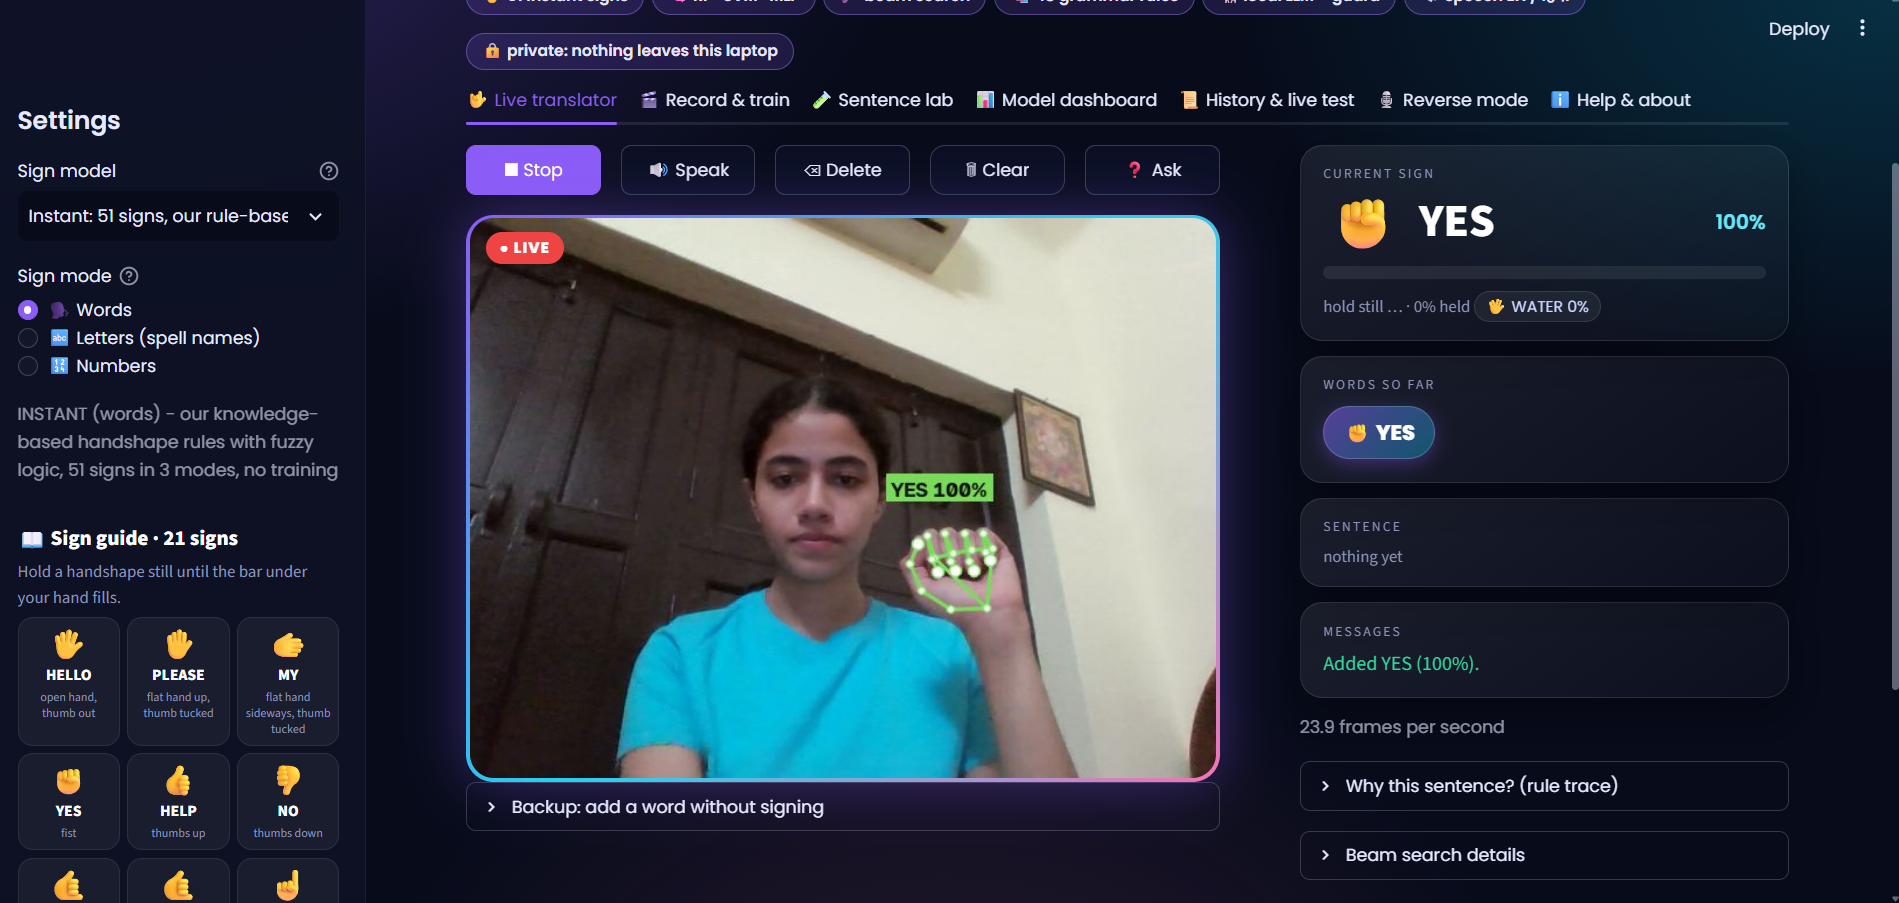 Deploy
private: nothing leaves this laptop
Live translator
Record & train
Sentence lab
Model dashboard
History & live test
Reverse mode
Help & about
Settings
Sign model
Instant: 51 signs, our rule-base
Sign mode
Words
Letters (spell names)
Numbers
INSTANT (words) - our knowledge-
based handshape rules with fuzzy
logic, 51 signs in 3 modes, no training
Sign guide · 21 signs
Hold a handshape still until the bar under
your hand fills.
HELLO
open hand,
thumb out
PLEASE
flat hand up,
thumb tucked
MY
flat hand
sideways, thumb
tucked
YES
fist
HELP
thumbs up
NO
thumbs down
Stop
Speak
Delete
Clear
Ask
LIVE
YES 100%
Backup: add a word without signing
CURRENT SIGN
YES
100%
hold still ... · 0% held
WATER 0%
WORDS SO FAR
YES
SENTENCE
nothing yet
MESSAGES
Added YES (100%).
23.9 frames per second
Why this sentence? (rule trace)
Beam search details